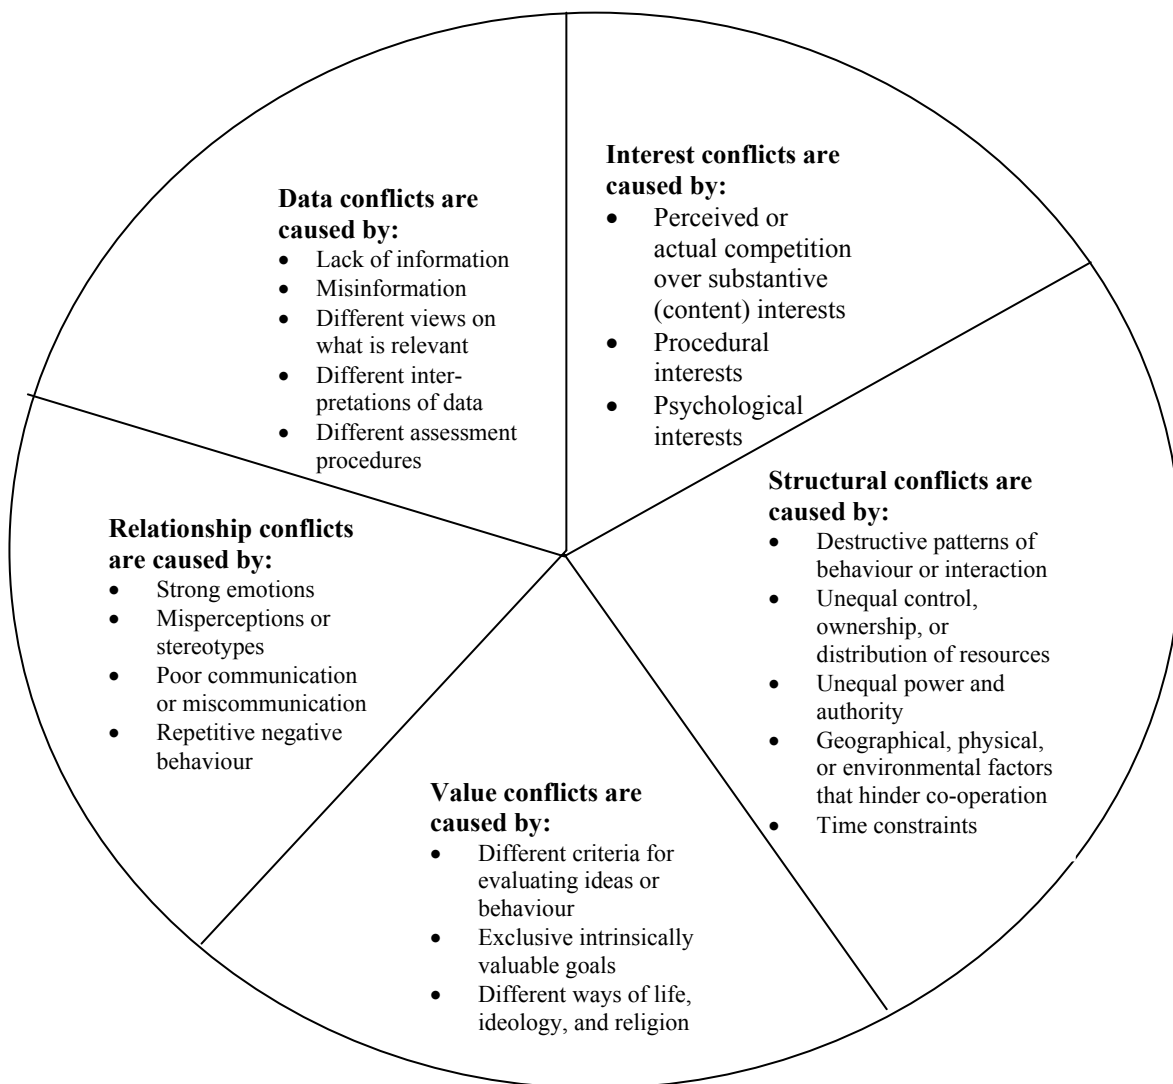 Interest conflicts are
caused by:
• Perceived or
actual competition
over substantive
(content) interests
• Procedural
interests
• Psychological
interests
Structural conflicts are
caused by:
• Destructive patterns of
behaviour or interaction
• Unequal control,
ownership, or
distribution of resources
• Unequal power and
authority
• Geographical, physical,
or environmental factors
that hinder co-operation
• Time constraints
Value conflicts are
caused by:
• Different criteria for
evaluating ideas or
behaviour
• Exclusive intrinsically
valuable goals
• Different ways of life,
ideology, and religion
Relationship conflicts
are caused by:
• Strong emotions
• Misperceptions or
stereotypes
• Poor communication
or miscommunication
• Repetitive negative
behaviour
Data conflicts are
caused by:
• Lack of information
• Misinformation
• Different views on
what is relevant
• Different inter-
pretations of data
• Different assessment
procedures